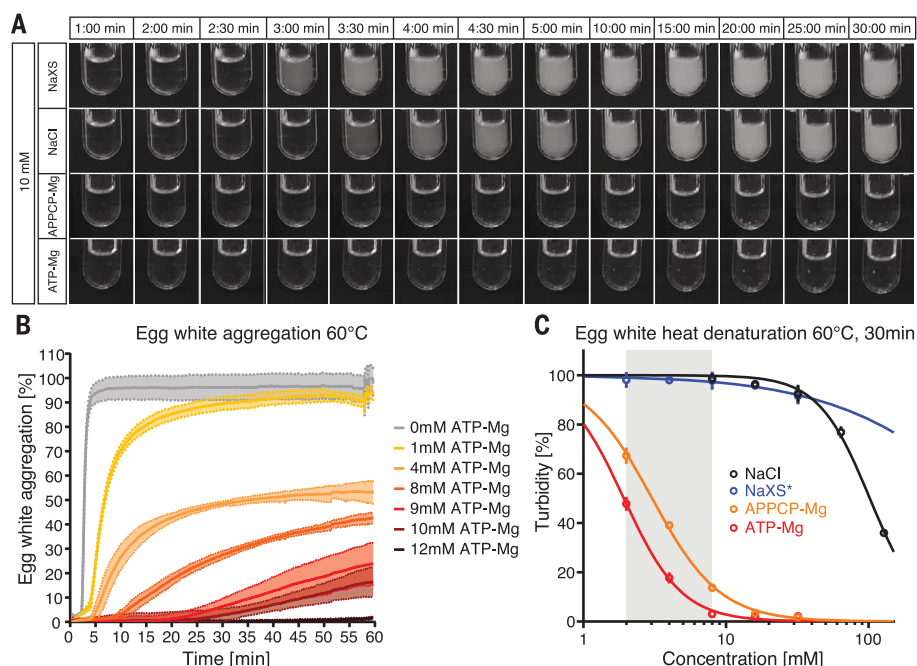 A
1:00 min 2:00 min 2:30 min 3:00 min 3:30 min 4:00 min 4:30 min 5:00 min 10:00 min 15:00 min 20:00 min 25:00 min 30:00 min
10 mM
NaXS
NaCl
APPCP-Mg
ATP-Mg
B
Egg white aggregation 60°C
Egg white aggregation [%]
110
100
90
80
70
60
50
40
30
20
10
0
0 5 10 15 20 25 30 35 40 45 50 55 60
Time [min]
0mM ATP-Mg
1mM ATP-Mg
4mM ATP-Mg
8mM ATP-Mg
9mM ATP-Mg
10mM ATP-Mg
12mM ATP-Mg
C
Egg white heat denaturation 60°C, 30min
Turbidity [%]
100
80
60
40
20
0
1 10 100
Concentration [mM]
NaCl
NaXS*
APPCP-Mg
ATP-Mg